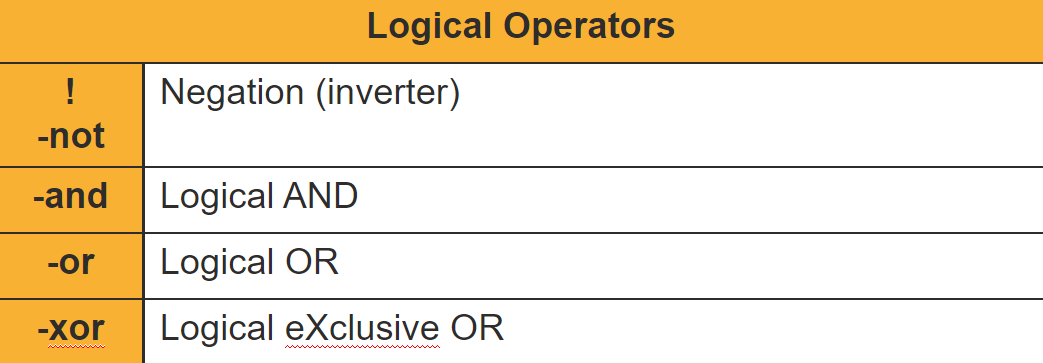 Logical Operators
! Negation (inverter)
-not
-and Logical AND
-or Logical OR
-xor Logical eXclusive OR